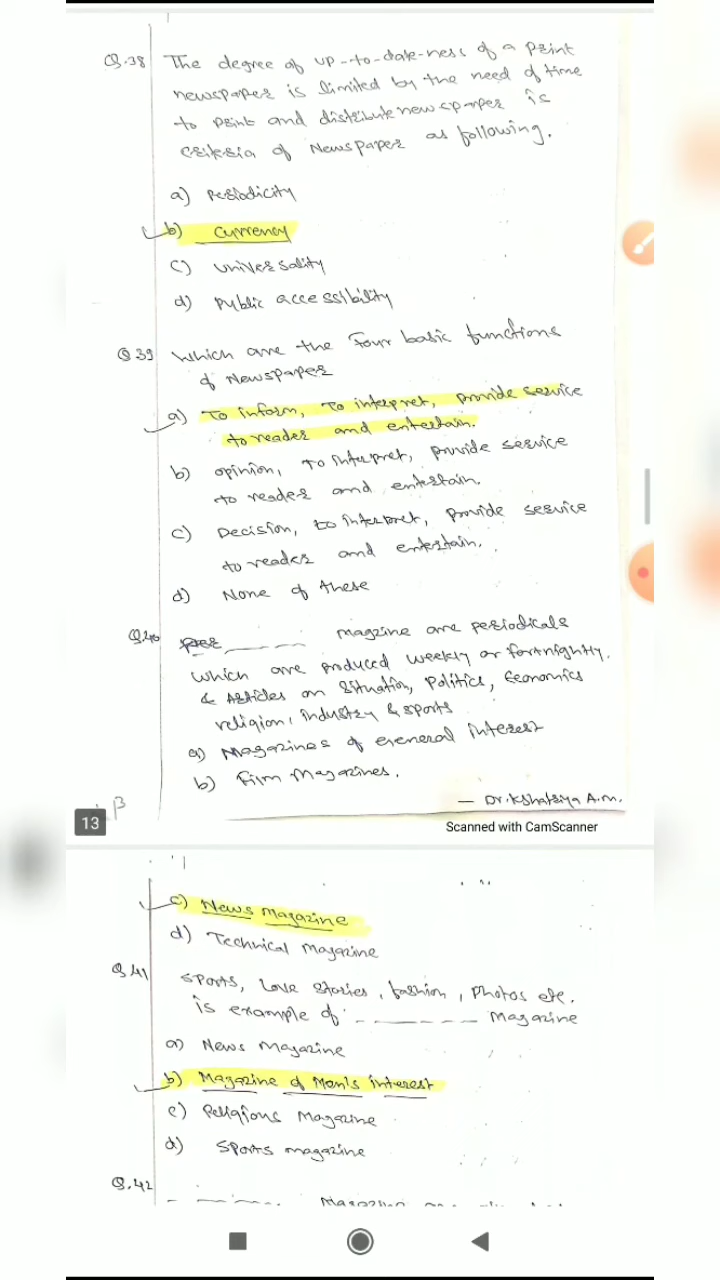 Q.38 The degree of up-to-date-ness of a print
newspaper is limited by the need of time
to print and distribute newspaper is
criteria of Newspaper as following.
a) Periodicity
b) Currency
c) Universality
d) Public accessibility
Q 39 Which are the Four basic functions
of Newspaper
a) To inform, To interpret, provide service
to reader and entertain.
b) opinion, To interpret, provide service
to reader and entertain.
c) Decision, to interpret, provide service
to reader and entertain.
d) None of these
Q.40 ______ magzine are periodicals
which are produced weekly or fortnightly.
& Articles on Situation, Politics, Economics
religion, industry & sports
a) Magazines of General interest
b) Film Magazines.
— Dr. Kshatriya A.M.
13
Scanned with CamScanner
c) News Magazine
d) Technical Magazine
Q.41 Sports, Love Stories, fashion, Photos etc.
is example of ________ Magazine
a) News Magazine
b) Magazine of Men's interest
c) Religious Magazine
d) Sports magazine
Q.42